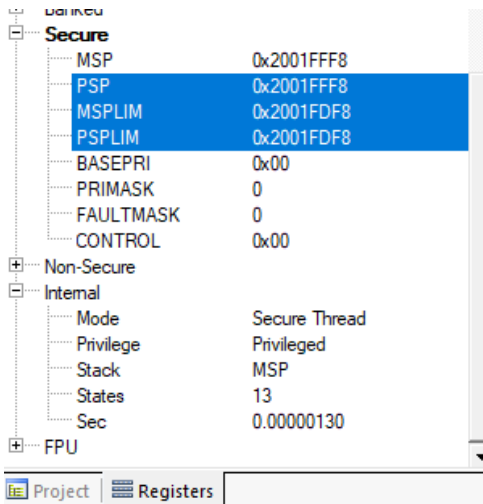 Banked
Secure
MSP 0x2001FFF8
PSP 0x2001FFF8
MSPLIM 0x2001FDF8
PSPLIM 0x2001FDF8
BASEPRI 0x00
PRIMASK 0
FAULTMASK 0
CONTROL 0x00
Non-Secure
Internal
Mode Secure Thread
Privilege Privileged
Stack MSP
States 13
Sec 0.00000130
FPU
Project Registers